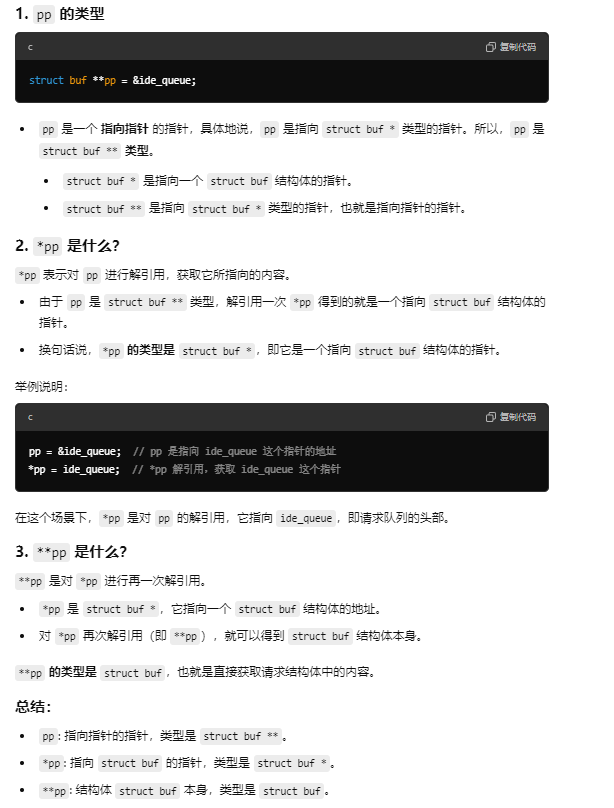 1. pp 的类型
c 复制代码
struct buf **pp = &ide_queue;
• pp 是一个 指向指针 的指针，具体地说，pp 是指向 struct buf * 类型的指针。所以，pp 是
struct buf ** 类型。
• struct buf * 是指向一个 struct buf 结构体的指针。
• struct buf ** 是指向 struct buf * 类型的指针，也就是指向指针的指针。
2. *pp 是什么？
*pp 表示对 pp 进行解引用，获取它所指向的内容。
• 由于 pp 是 struct buf ** 类型，解引用一次 *pp 得到的就是一个指向 struct buf 结构体的
指针。
• 换句话说，*pp 的类型是 struct buf *，即它是一个指向 struct buf 结构体的指针。
举例说明：
c 复制代码
pp = &ide_queue; // pp 是指向 ide_queue 这个指针的地址
*pp = ide_queue; // *pp 解引用，获取 ide_queue 这个指针
在这个场景下，*pp 是对 pp 的解引用，它指向 ide_queue，即请求队列的头部。
3. **pp 是什么？
**pp 是对 *pp 进行再一次解引用。
• *pp 是 struct buf *，它指向一个 struct buf 结构体的地址。
• 对 *pp 再次解引用（即 **pp），就可以得到 struct buf 结构体本身。
**pp 的类型是 struct buf，也就是直接获取请求结构体中的内容。
总结：
• pp：指向指针的指针，类型是 struct buf **。
• *pp：指向 struct buf 的指针，类型是 struct buf *。
• **pp：结构体 struct buf 本身，类型是 struct buf。